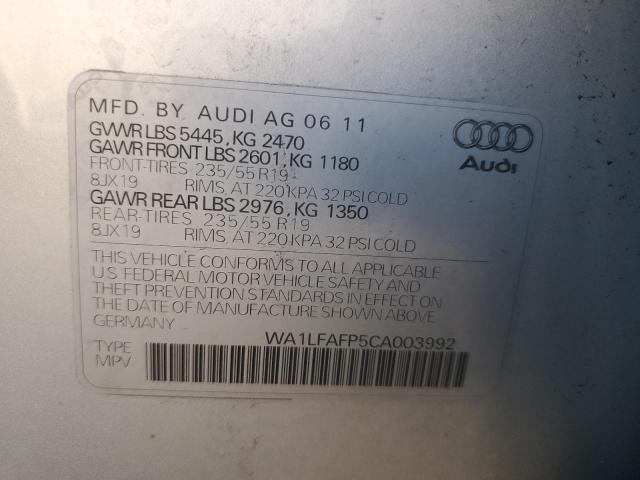 MFD. BY AUDI AG 06 11
GVWR LBS 5445, KG 2470
GAWR FRONT LBS 2601, KG 1180
FRONT-TIRES 235/55 R19
8JX19 RIMS, AT 220 KPA 32 PSI COLD
GAWR REAR LBS 2976, KG 1350
REAR-TIRES 235/55 R19
8JX19 RIMS, AT 220 KPA 32 PSI COLD
Audi
THIS VEHICLE CONFORMS TO ALL APPLICABLE
U.S. FEDERAL MOTOR VEHICLE SAFETY AND
THEFT PREVENTION STANDARDS IN EFFECT ON
THE DATE OF MANUFACTURE SHOWN ABOVE
GERMANY
WA1LFAFP5CA003992
TYPE
MPV